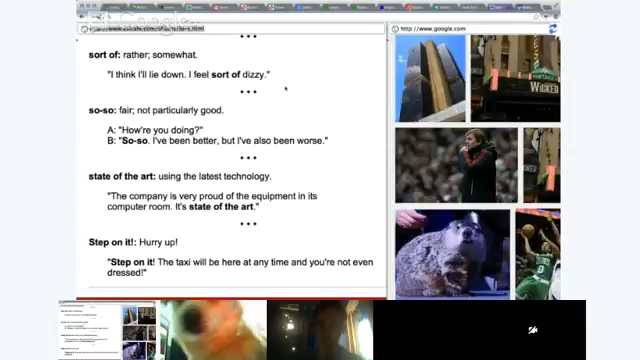 http://www.google.com
sort of: rather; somewhat.
"I think I'll lie down. I feel sort of dizzy."
so-so: fair; not particularly good.
A: "How're you doing?"
B: "So-so. I've been better, but I've also been worse."
state of the art: using the latest technology.
"The company is very proud of the equipment in its
computer room. It's state of the art."
Step on it!: Hurry up!
"Step on it! The taxi will be here at any time and you're not even
dressed!"
WICKED